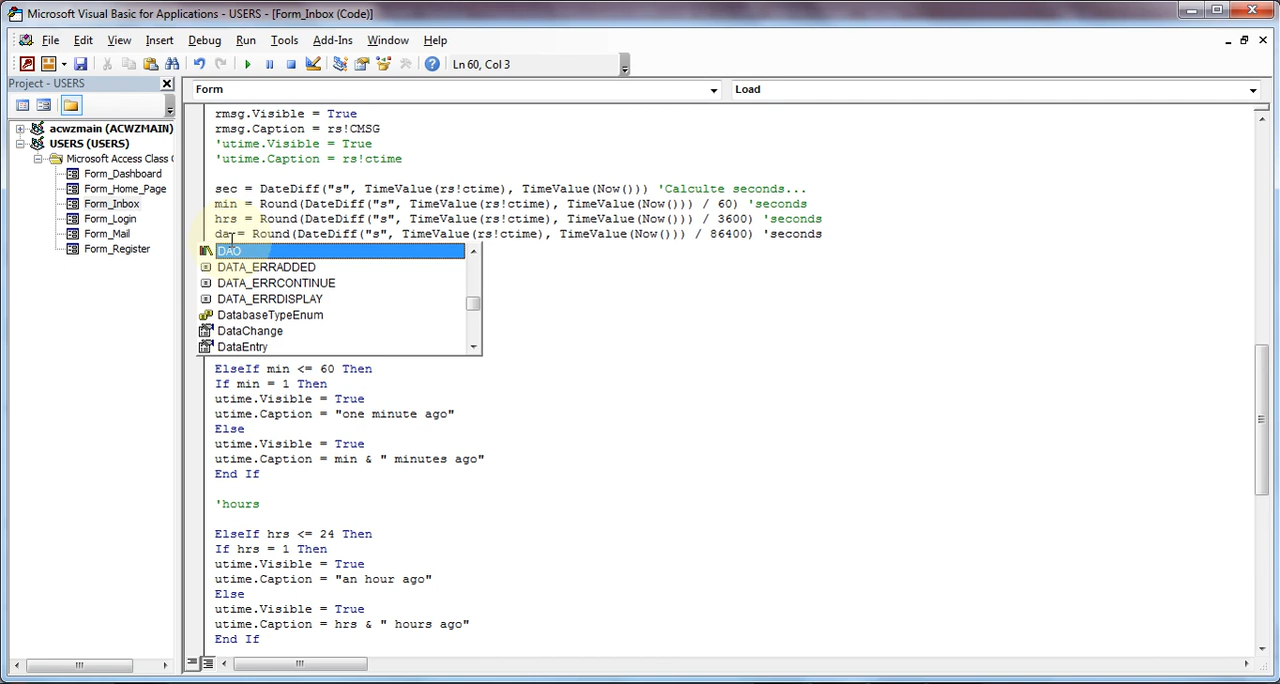 Microsoft Visual Basic for Applications - USERS - [Form_Inbox (Code)]
File Edit View Insert Debug Run Tools Add-Ins Window Help
Ln 60, Col 3
Project - USERS
Form
Load
acwzmain (ACWZMAIN)
USERS (USERS)
Microsoft Access Class
Form_Dashboard
Form_Home_Page
Form_Inbox
Form_Login
Form_Mail
Form_Register
rmsg.Visible = True
rmsg.Caption = rs!CMSG
'utime.Visible = True
'utime.Caption = rs!ctime
sec = DateDiff("s", TimeValue(rs!ctime), TimeValue(Now())) 'Calculte seconds...
min = Round(DateDiff("s", TimeValue(rs!ctime), TimeValue(Now())) / 60) 'seconds
hrs = Round(DateDiff("s", TimeValue(rs!ctime), TimeValue(Now())) / 3600) 'seconds
da = Round(DateDiff("s", TimeValue(rs!ctime), TimeValue(Now())) / 86400) 'seconds
DAO
DATA_ERRADDED
DATA_ERRCONTINUE
DATA_ERRDISPLAY
DatabaseTypeEnum
DataChange
DataEntry
ElseIf min <= 60 Then
If min = 1 Then
utime.Visible = True
utime.Caption = "one minute ago"
Else
utime.Visible = True
utime.Caption = min & " minutes ago"
End If
'hours
ElseIf hrs <= 24 Then
If hrs = 1 Then
utime.Visible = True
utime.Caption = "an hour ago"
Else
utime.Visible = True
utime.Caption = hrs & " hours ago"
End If